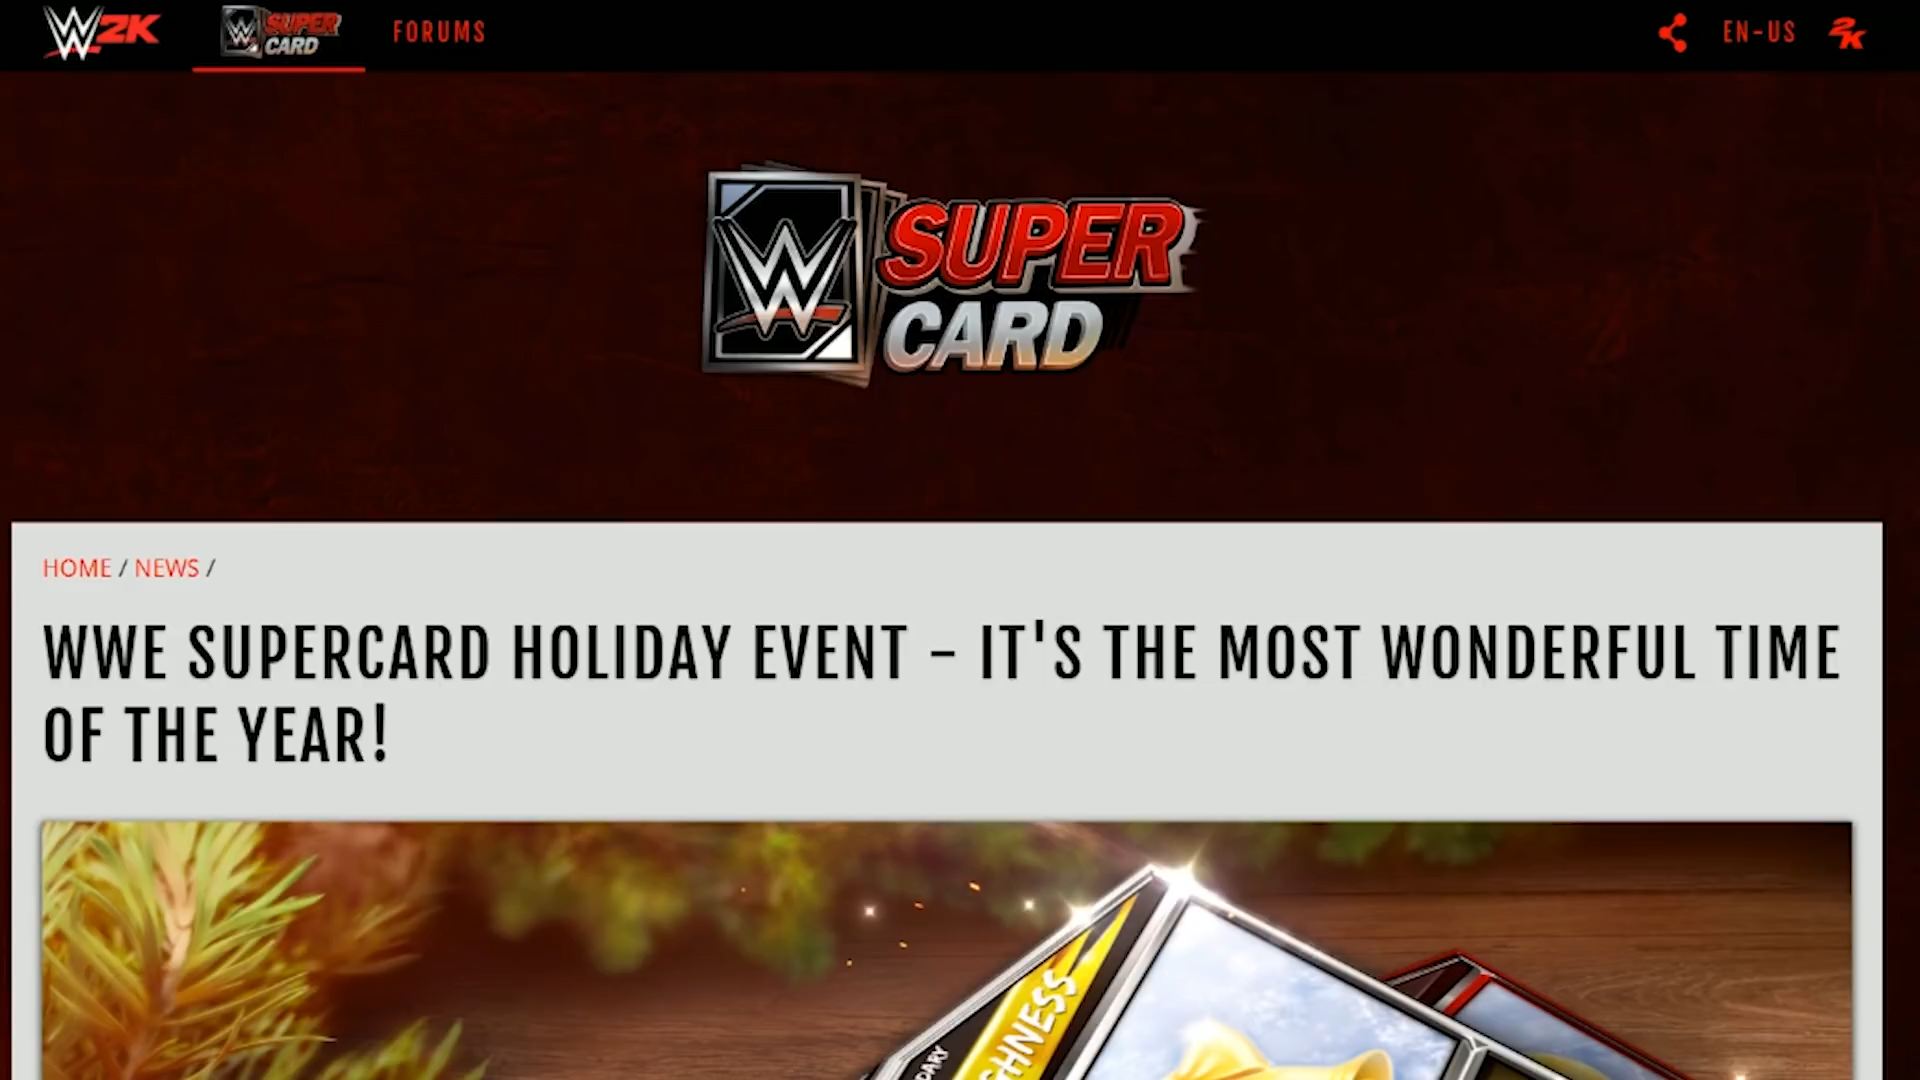 W 2K
W SUPER CARD
FORUMS
EN-US
2K
W SUPER
CARD
HOME / NEWS /
WWE SUPERCARD HOLIDAY EVENT - IT'S THE MOST WONDERFUL TIME
OF THE YEAR!